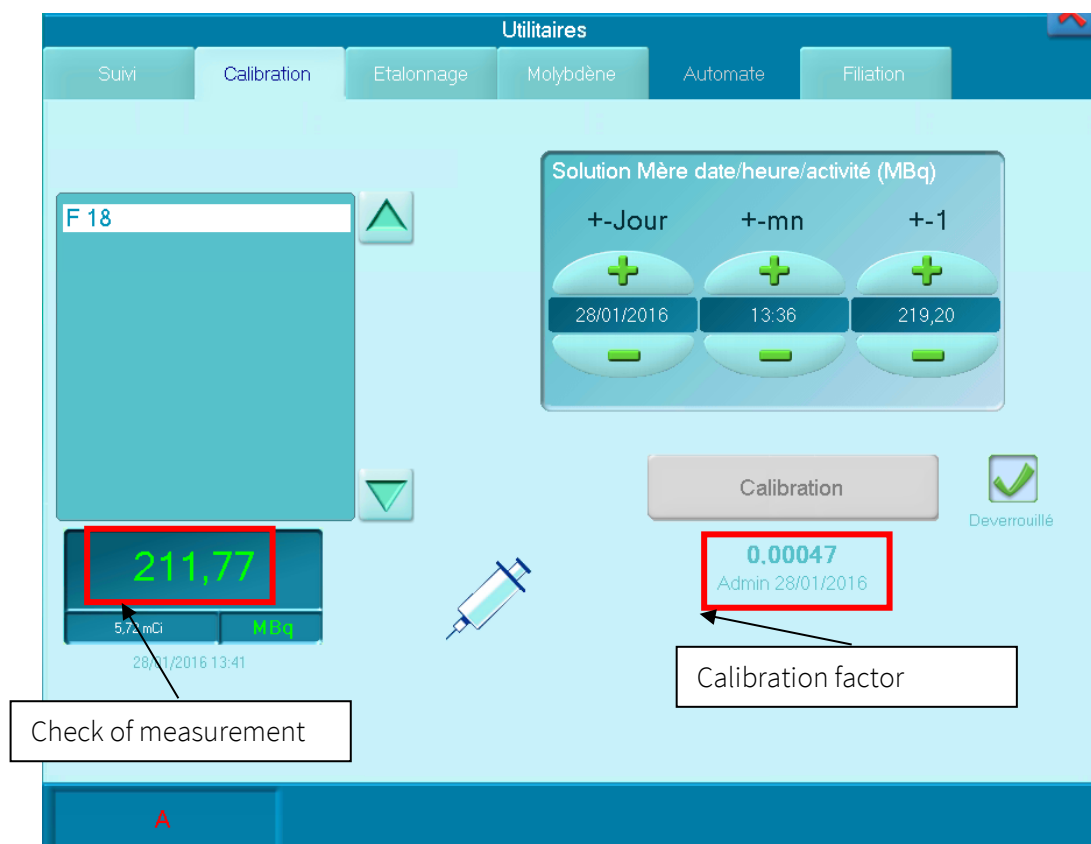 Utilitaires
Suivi
Calibration
Etalonnage
Molybdène
Automate
Filiation
Solution Mère date/heure/activité (MBq)
+-Jour
+-mn
+-1
28/01/2016
13:36
219,20
F 18
Calibration
Deverrouillé
0,00047
Admin 28/01/2016
211,77
5,72 mCi
MBq
28/01/2016 13:41
Calibration factor
Check of measurement
A